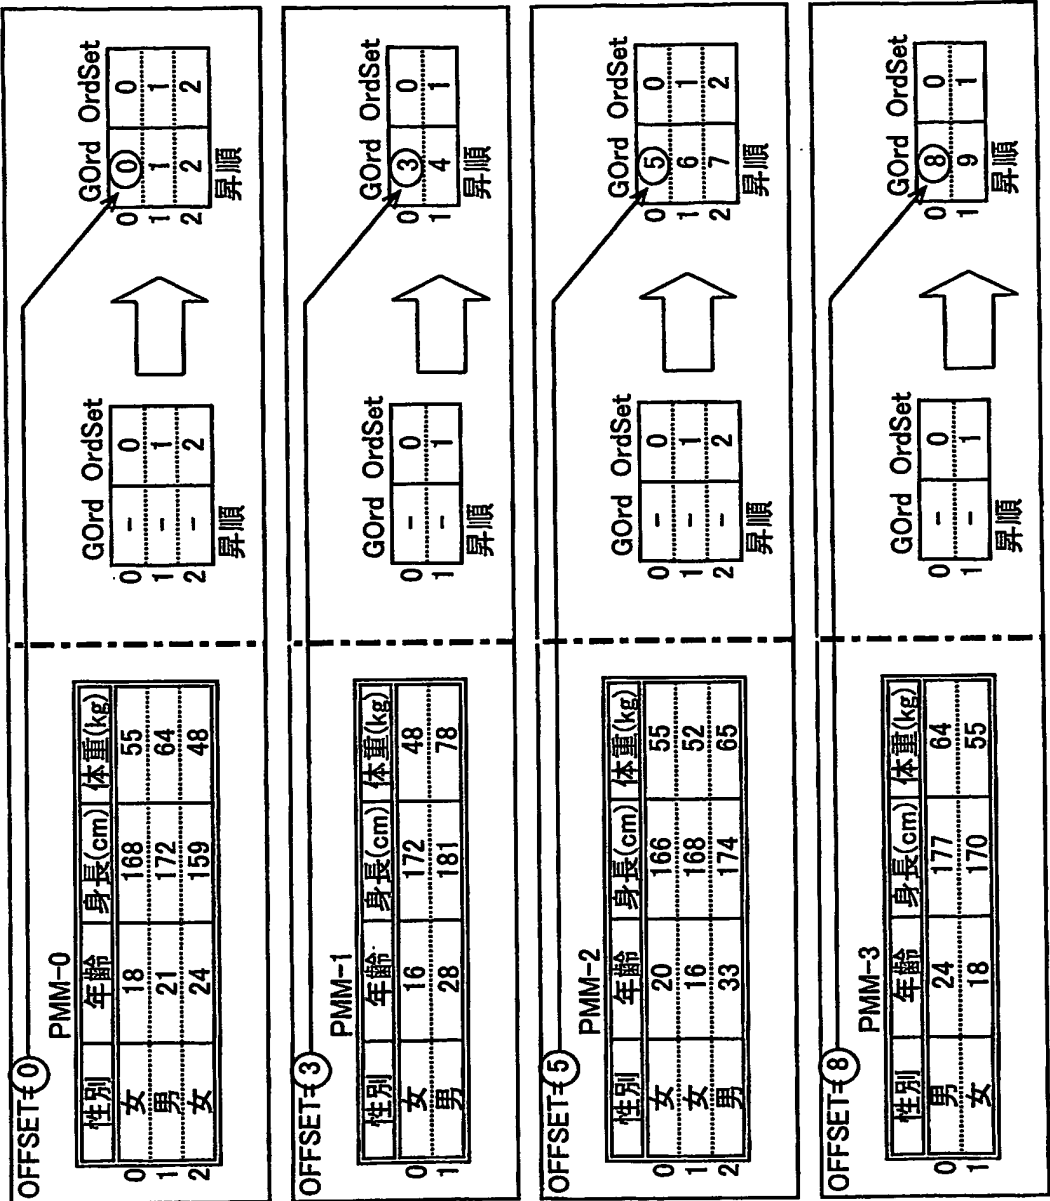 OFFSET=0
PMM-0
性別 年齢 身長(cm) 体重(kg)
0 女 18 168 55
1 男 21 172 64
2 女 24 159 48
GOrd OrdSet
0 - 0
1 - 1
2 - 2
昇順
GOrd OrdSet
0 0 0
1 1 1
2 2 2
昇順
OFFSET=3
PMM-1
性別 年齢 身長(cm) 体重(kg)
0 女 16 172 48
1 男 28 181 78
GOrd OrdSet
0 - 0
1 - 1
昇順
GOrd OrdSet
0 3 0
1 4 1
昇順
OFFSET=5
PMM-2
性別 年齢 身長(cm) 体重(kg)
0 女 20 166 55
1 女 16 168 52
2 男 33 174 65
GOrd OrdSet
0 - 0
1 - 1
2 - 2
昇順
GOrd OrdSet
0 5 0
1 6 1
2 7 2
昇順
OFFSET=8
PMM-3
性別 年齢 身長(cm) 体重(kg)
0 男 24 177 64
1 女 18 170 55
GOrd OrdSet
0 - 0
1 - 1
昇順
GOrd OrdSet
0 8 0
1 9 1
昇順